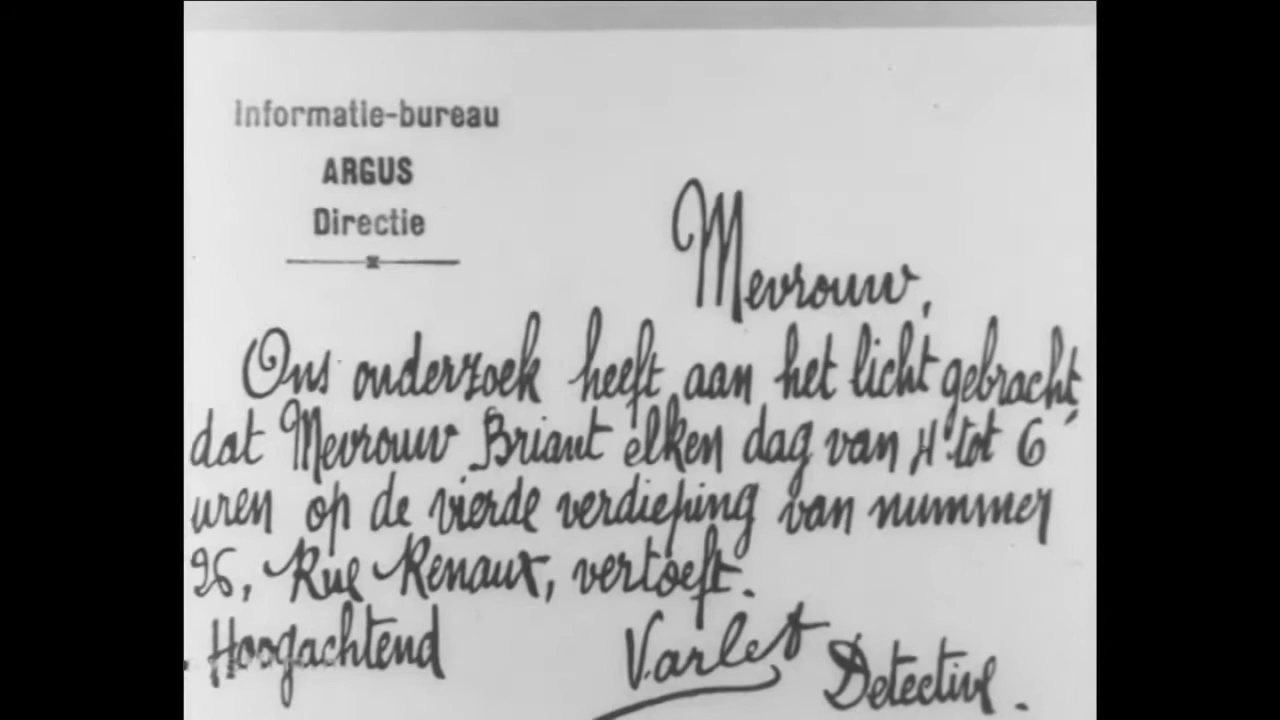 Informatie-bureau
ARGUS
Directie
Mevrouw,
Ons onderzoek heeft aan het licht gebracht,
dat Mevrouw Briant elken dag van 4 tot 6
uren op de vierde verdieping van nummer
26, Rue Renaux, vertoeft.
Hoogachtend
Varlet
Detective.